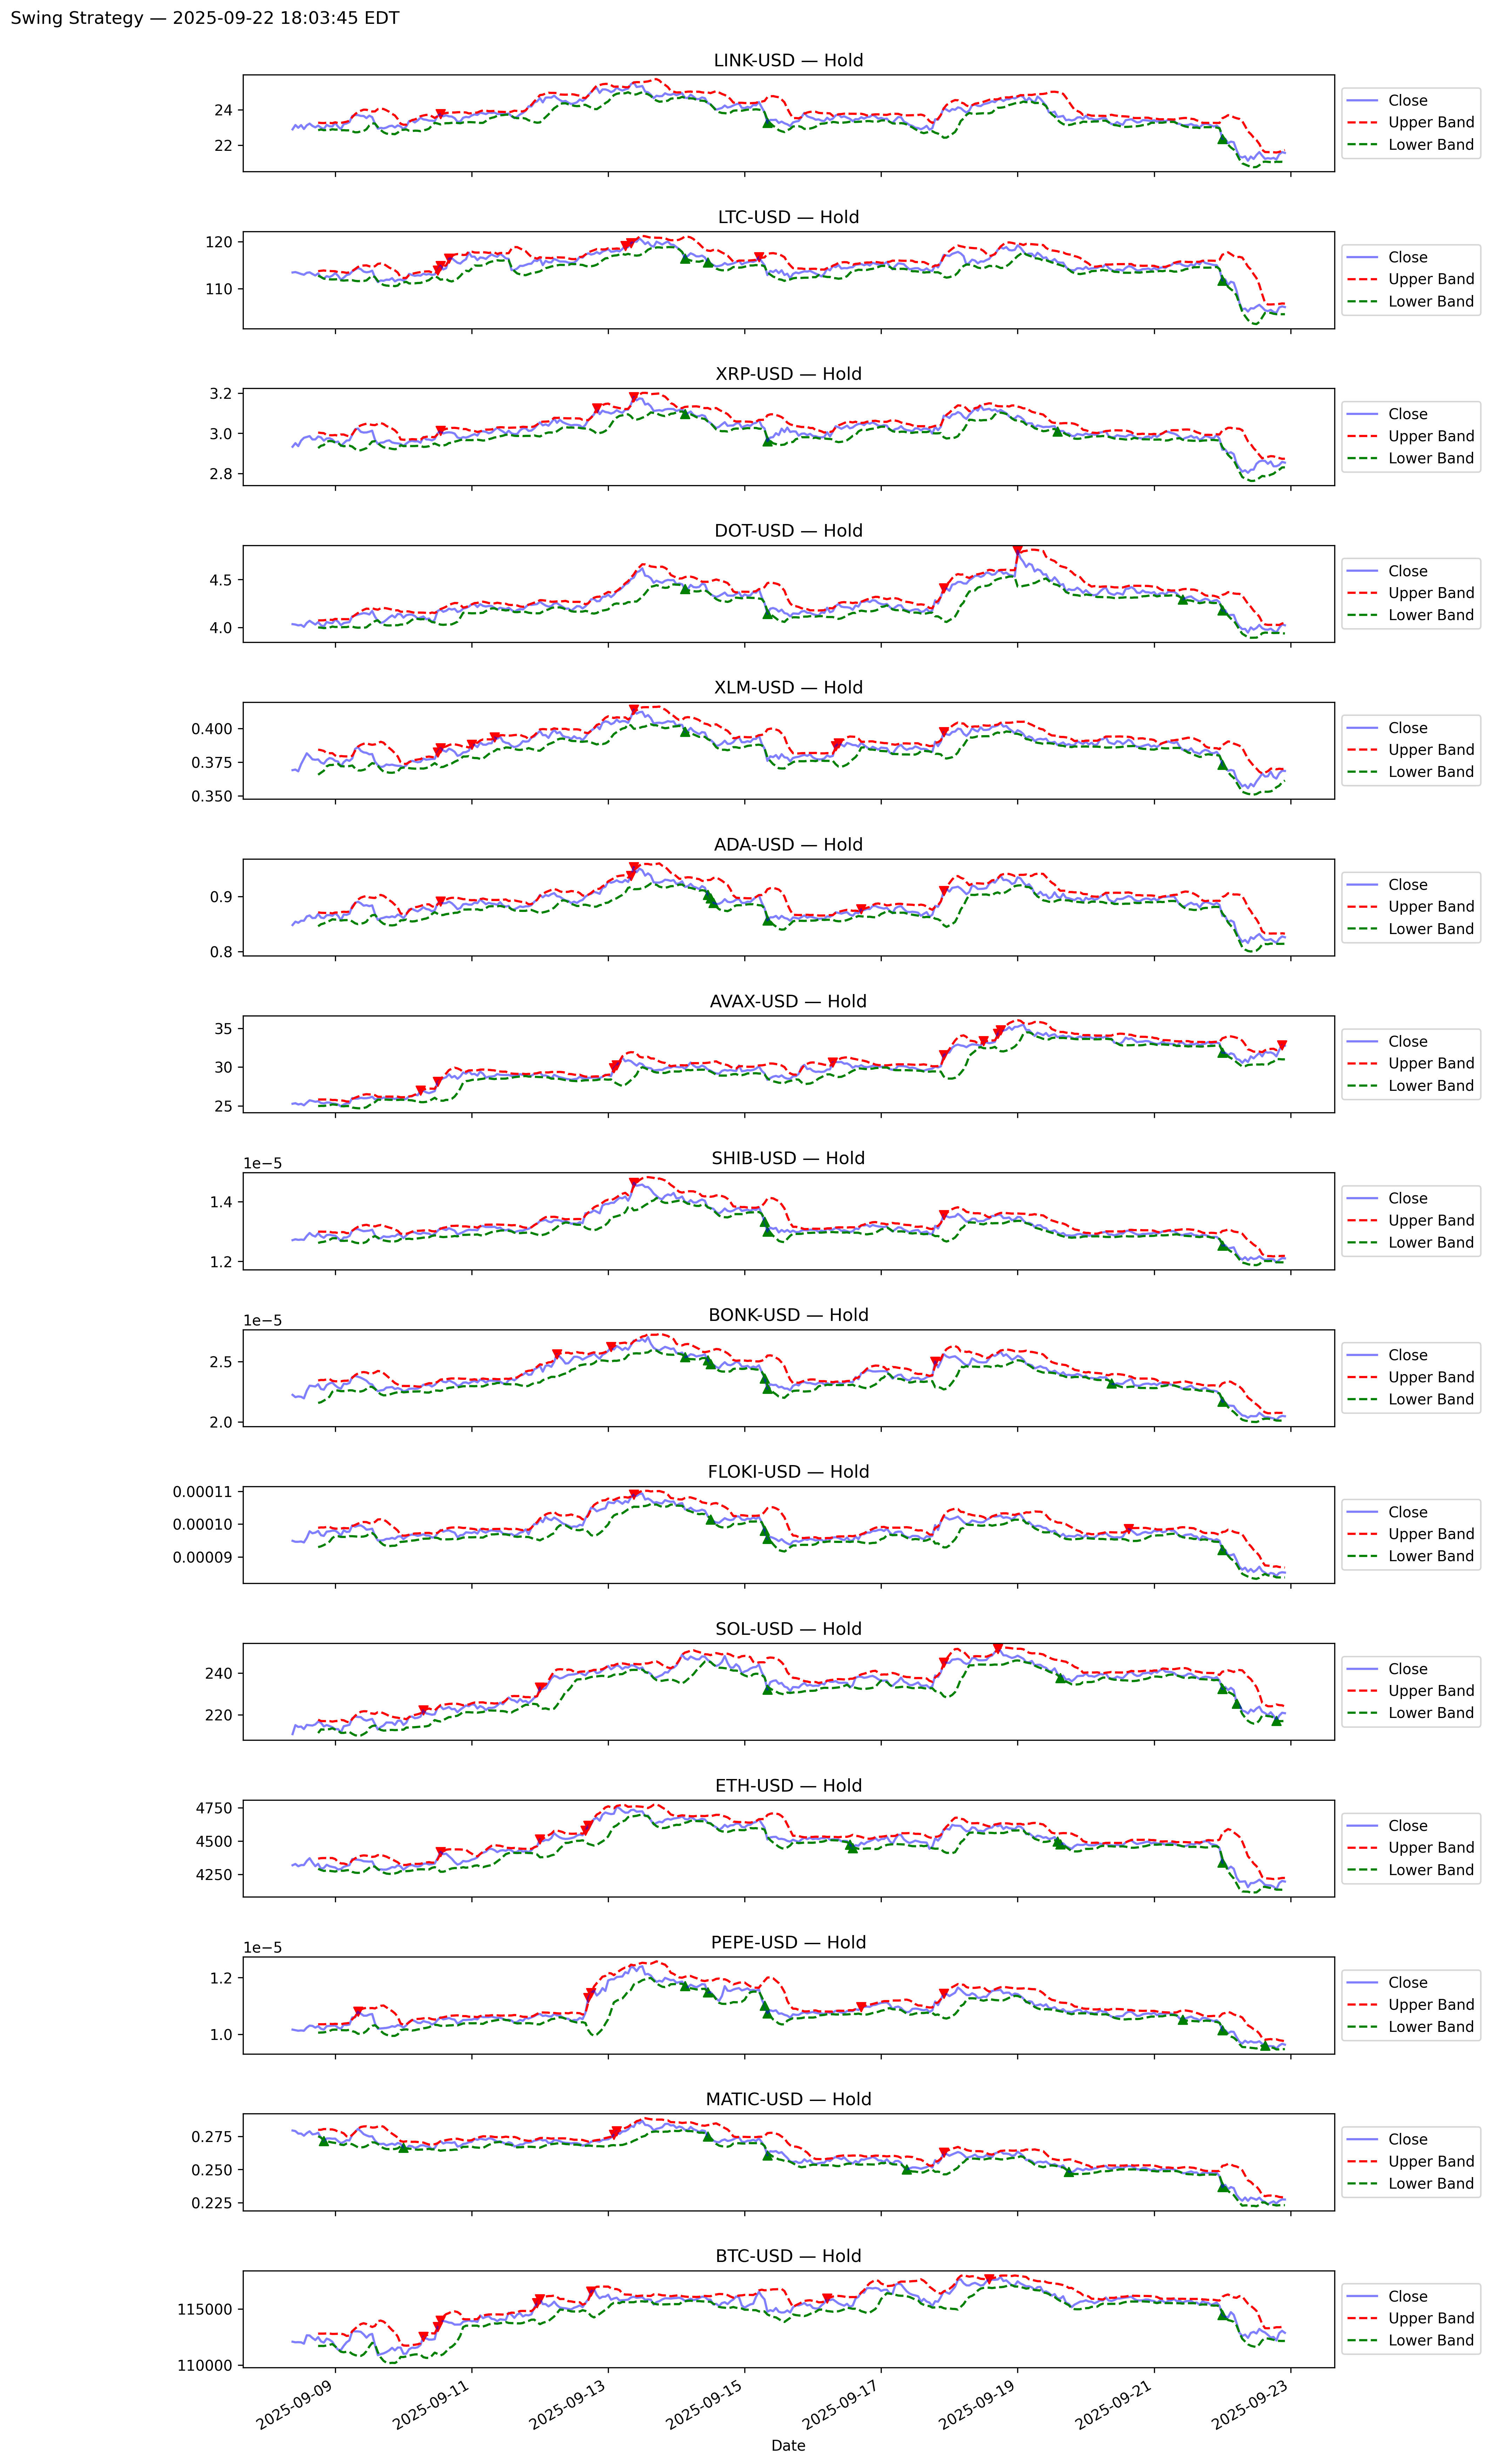 Swing Strategy — 2025-09-22 18:03:45 EDT
LINK-USD — Hold
24
22
Close
Upper Band
Lower Band
LTC-USD — Hold
120
110
Close
Upper Band
Lower Band
XRP-USD — Hold
3.2
3.0
2.8
Close
Upper Band
Lower Band
DOT-USD — Hold
4.5
4.0
Close
Upper Band
Lower Band
XLM-USD — Hold
0.400
0.375
0.350
Close
Upper Band
Lower Band
ADA-USD — Hold
0.9
0.8
Close
Upper Band
Lower Band
AVAX-USD — Hold
35
30
25
Close
Upper Band
Lower Band
SHIB-USD — Hold
1e−5
1.4
1.2
Close
Upper Band
Lower Band
BONK-USD — Hold
1e−5
2.5
2.0
Close
Upper Band
Lower Band
FLOKI-USD — Hold
0.00011
0.00010
0.00009
Close
Upper Band
Lower Band
SOL-USD — Hold
240
220
Close
Upper Band
Lower Band
ETH-USD — Hold
4750
4500
4250
Close
Upper Band
Lower Band
PEPE-USD — Hold
1e−5
1.2
1.0
Close
Upper Band
Lower Band
MATIC-USD — Hold
0.275
0.250
0.225
Close
Upper Band
Lower Band
BTC-USD — Hold
115000
110000
Close
Upper Band
Lower Band
2025-09-09
2025-09-11
2025-09-13
2025-09-15
2025-09-17
2025-09-19
2025-09-21
2025-09-23
Date